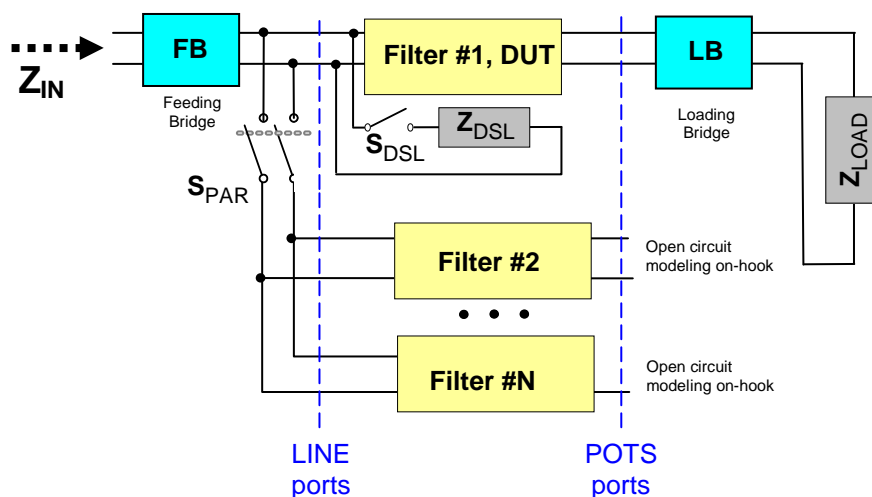 Z_IN
FB
Feeding
Bridge
Filter #1, DUT
LB
Loading
Bridge
Z_LOAD
S_DSL
Z_DSL
S_PAR
Filter #2
Open circuit
modeling on-hook
• • •
Filter #N
Open circuit
modeling on-hook
LINE
ports
POTS
ports